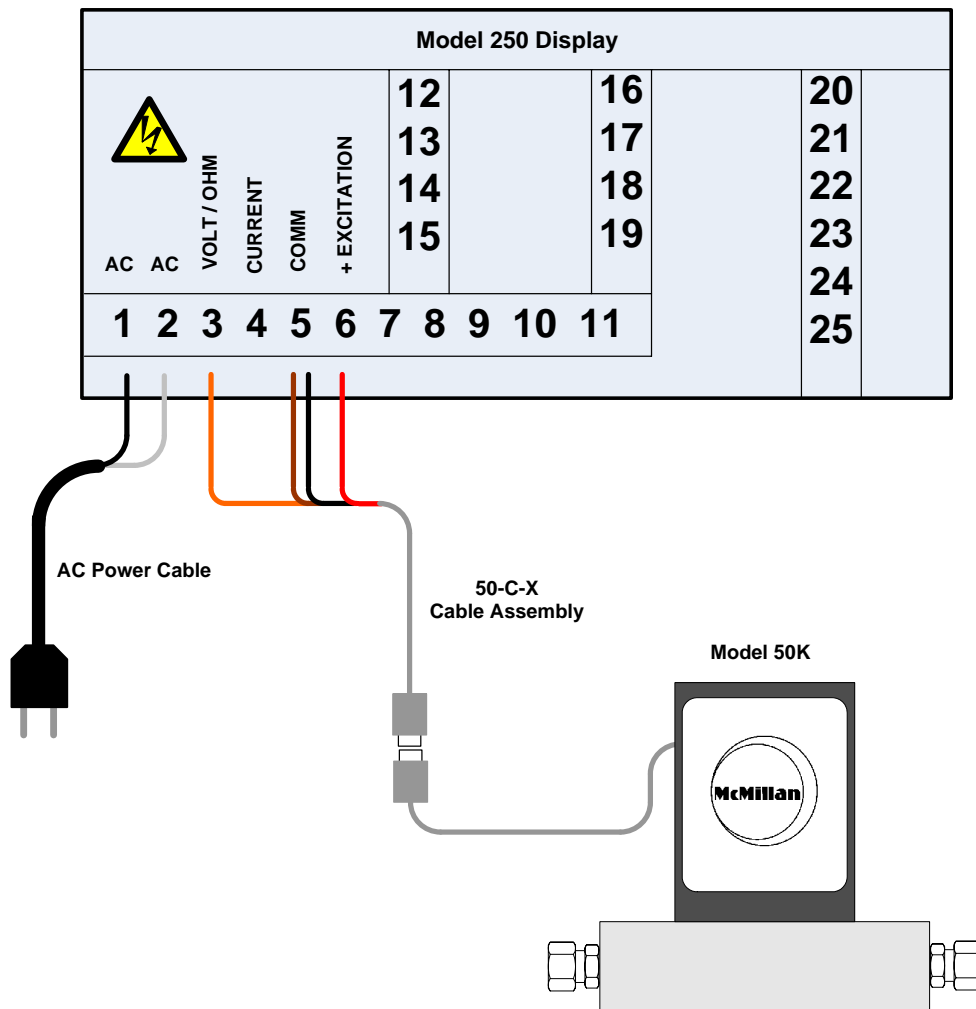 Model 250 Display
12 16 20
13 17 21
14 18 22
15 19 23
24
25
AC AC VOLT / OHM CURRENT COMM + EXCITATION
1 2 3 4 5 6 7 8 9 10 11
AC Power Cable
50-C-X
Cable Assembly
Model 50K
McMillan